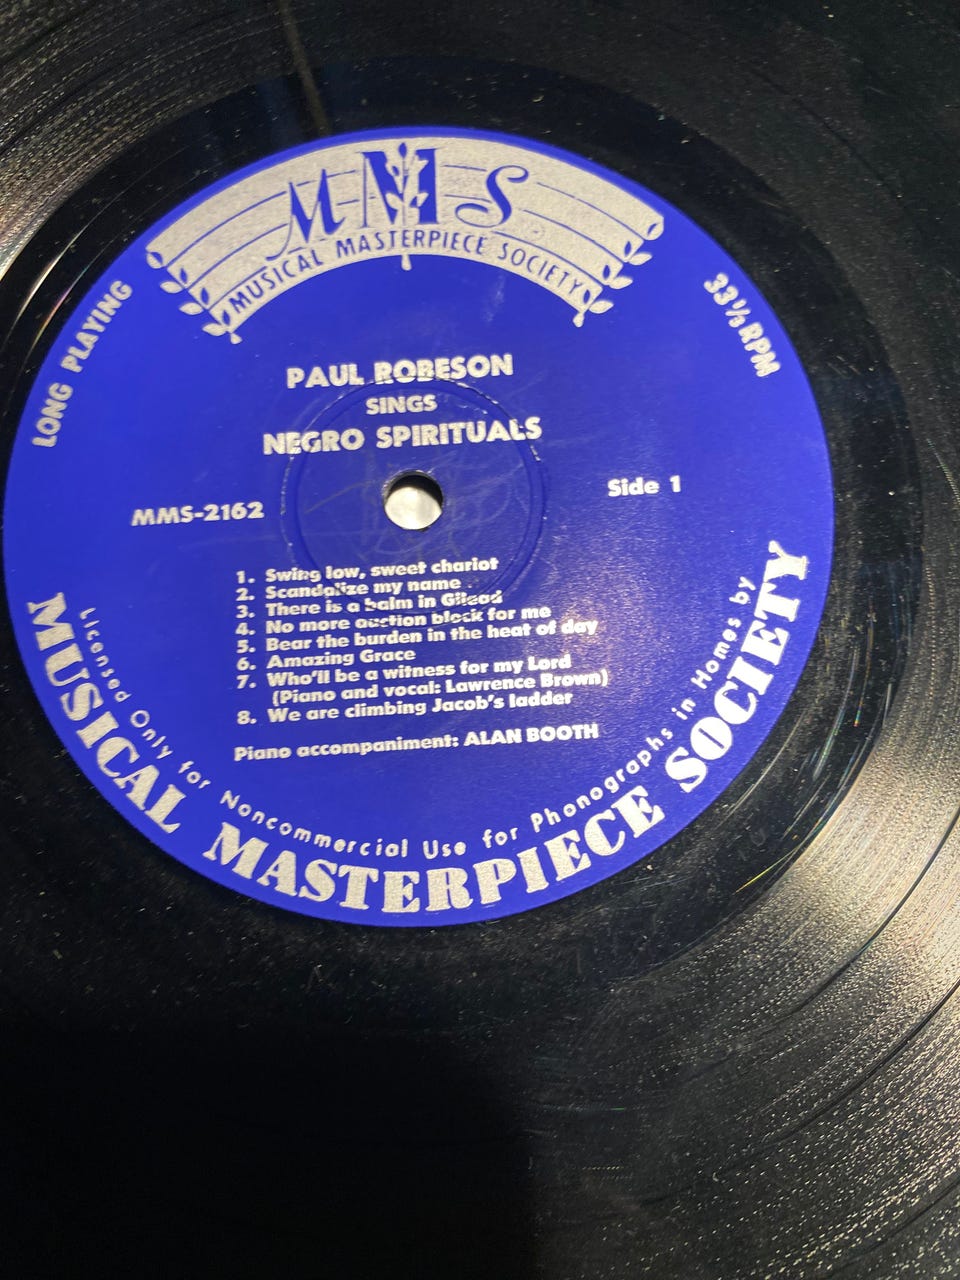 MMS
MUSICAL MASTERPIECE SOCIETY
LONG PLAYING
33⅓ RPM
PAUL ROBESON
SINGS
NEGRO SPIRITUALS
MMS-2162
Side 1
1. Swing low, sweet chariot
2. Scandalize my name
3. There is a balm in Gilead
4. No more auction block for me
5. Bear the burden in the heat of day
6. Amazing Grace
7. Who'll be a witness for my Lord
(Piano and vocal: Lawrence Brown)
8. We are climbing Jacob's ladder
Piano accompaniment: ALAN BOOTH
Licensed Only for Noncommercial Use for Phonographs in Homes by
MUSICAL MASTERPIECE SOCIETY